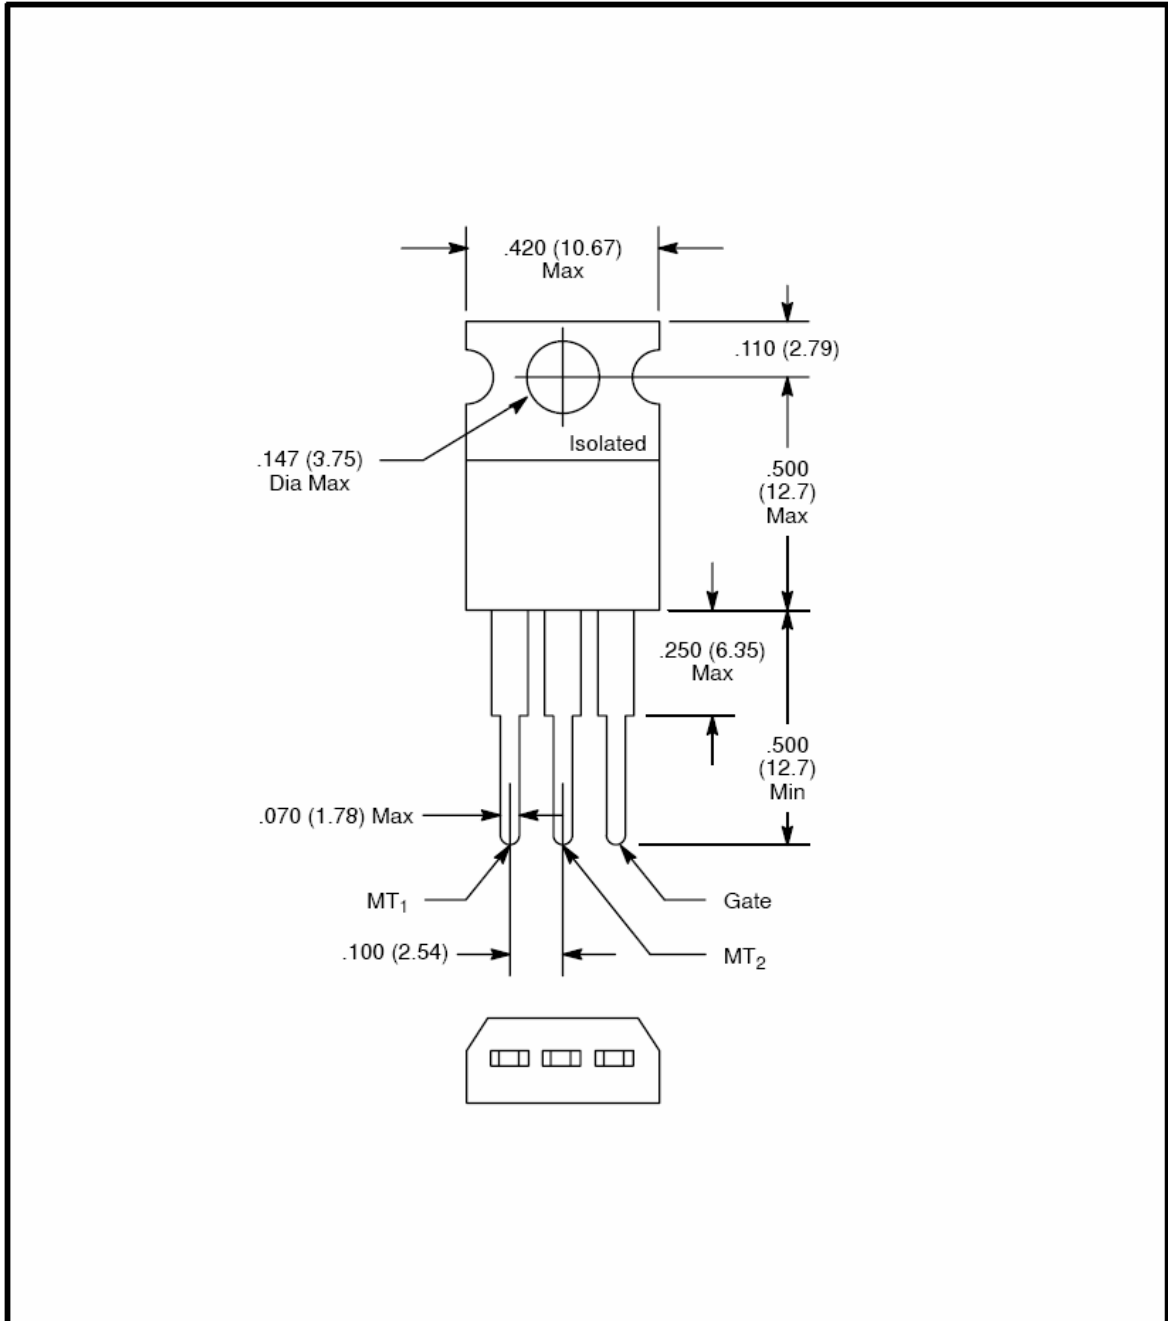 .420 (10.67)
Max
.110 (2.79)
Isolated
.147 (3.75)
Dia Max
.500
(12.7)
Max
.250 (6.35)
Max
.500
(12.7)
Min
.070 (1.78) Max
MT₁
Gate
.100 (2.54)
MT₂